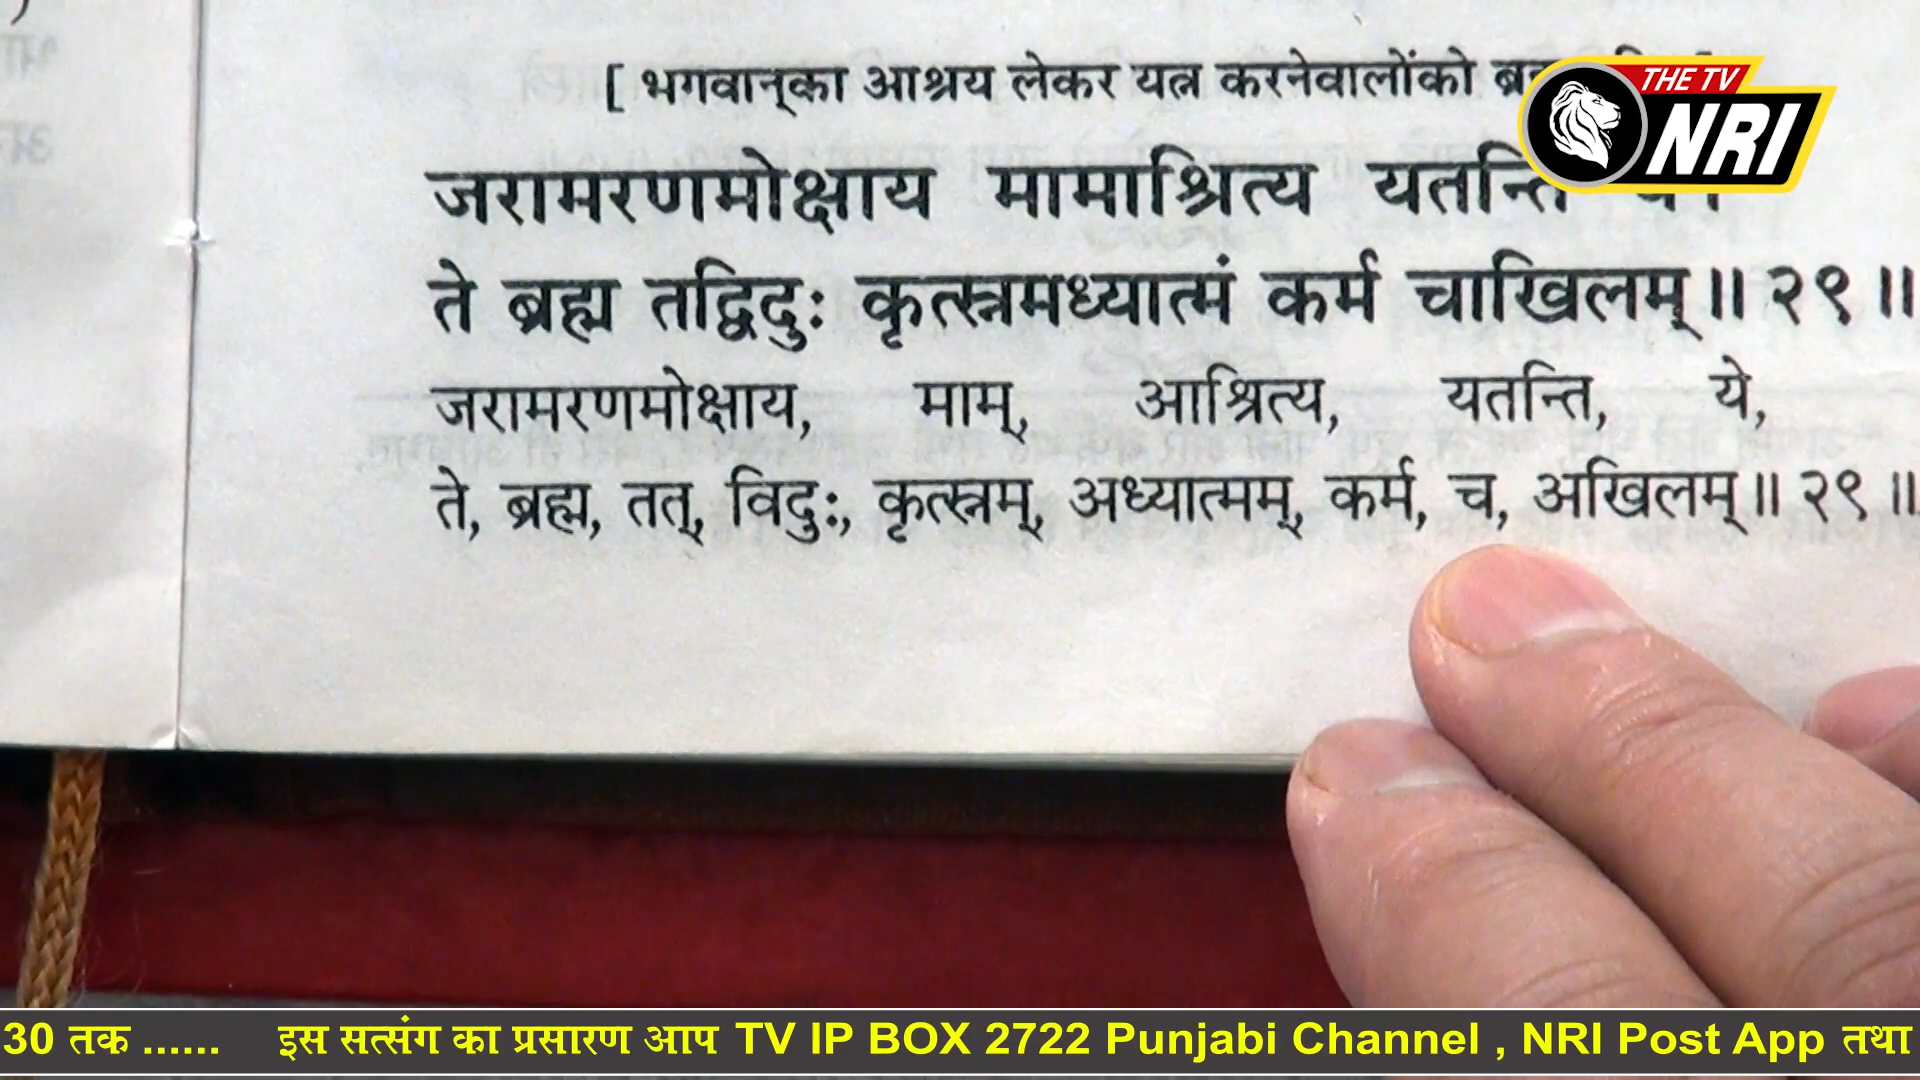 [ भगवान्‌का आश्रय लेकर यत्न करनेवालोंको
THE TV
NRI
जरामरणमोक्षाय मामाश्रित्य यतन्ति
ते ब्रह्म तद्विदुः कृत्स्नमध्यात्मं कर्म चाखिलम्॥ २९ ॥
जरामरणमोक्षाय, माम्, आश्रित्य, यतन्ति, ये,
ते, ब्रह्म, तत्, विदुः, कृत्स्नम्, अध्यात्मम्, कर्म, च, अखिलम्॥ २९ ॥
30 तक ...... इस सत्संग का प्रसारण आप TV IP BOX 2722 Punjabi Channel , NRI Post App तथा